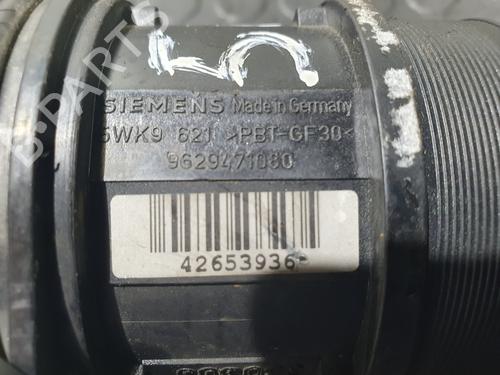 SIEMENS Made in Germany
5WK9 621 >PBT-GF30<
9629471080
42653936
B-Parts